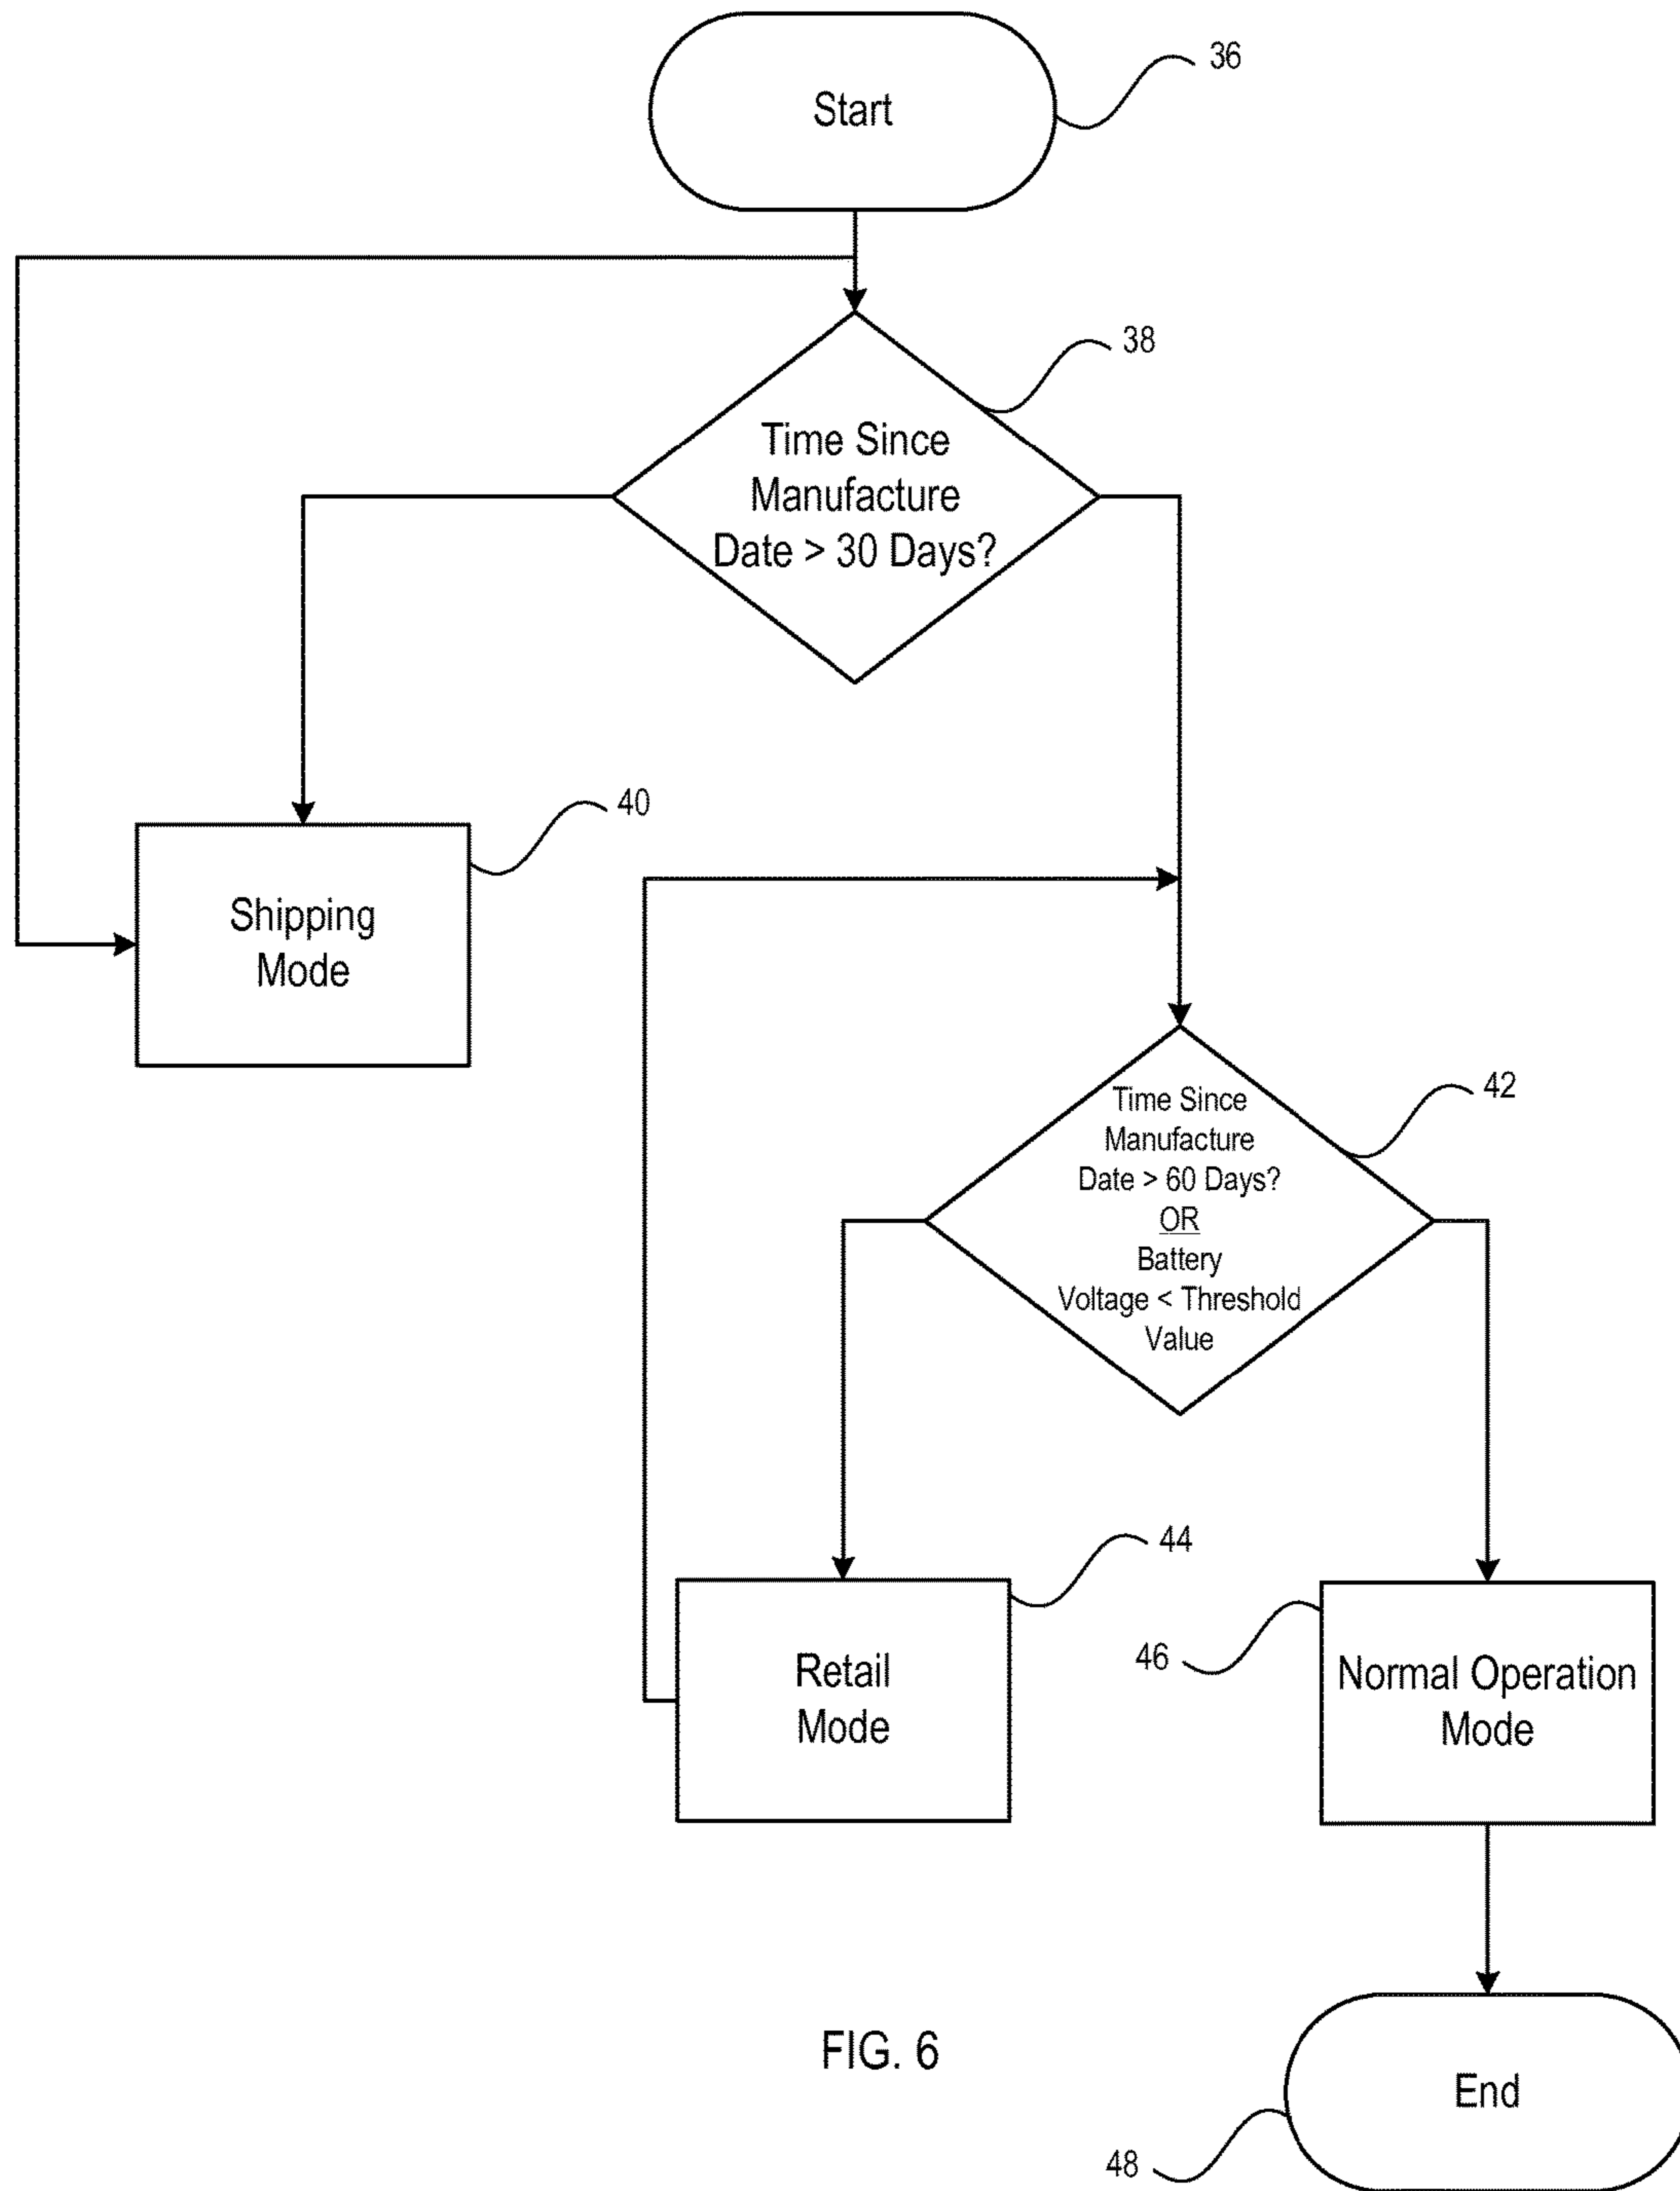 Start
36
38
Time Since
Manufacture
Date > 30 Days?
40
Shipping
Mode
42
Time Since
Manufacture
Date > 60 Days?
OR
Battery
Voltage < Threshold
Value
44
Retail
Mode
46
Normal Operation
Mode
FIG. 6
End
48